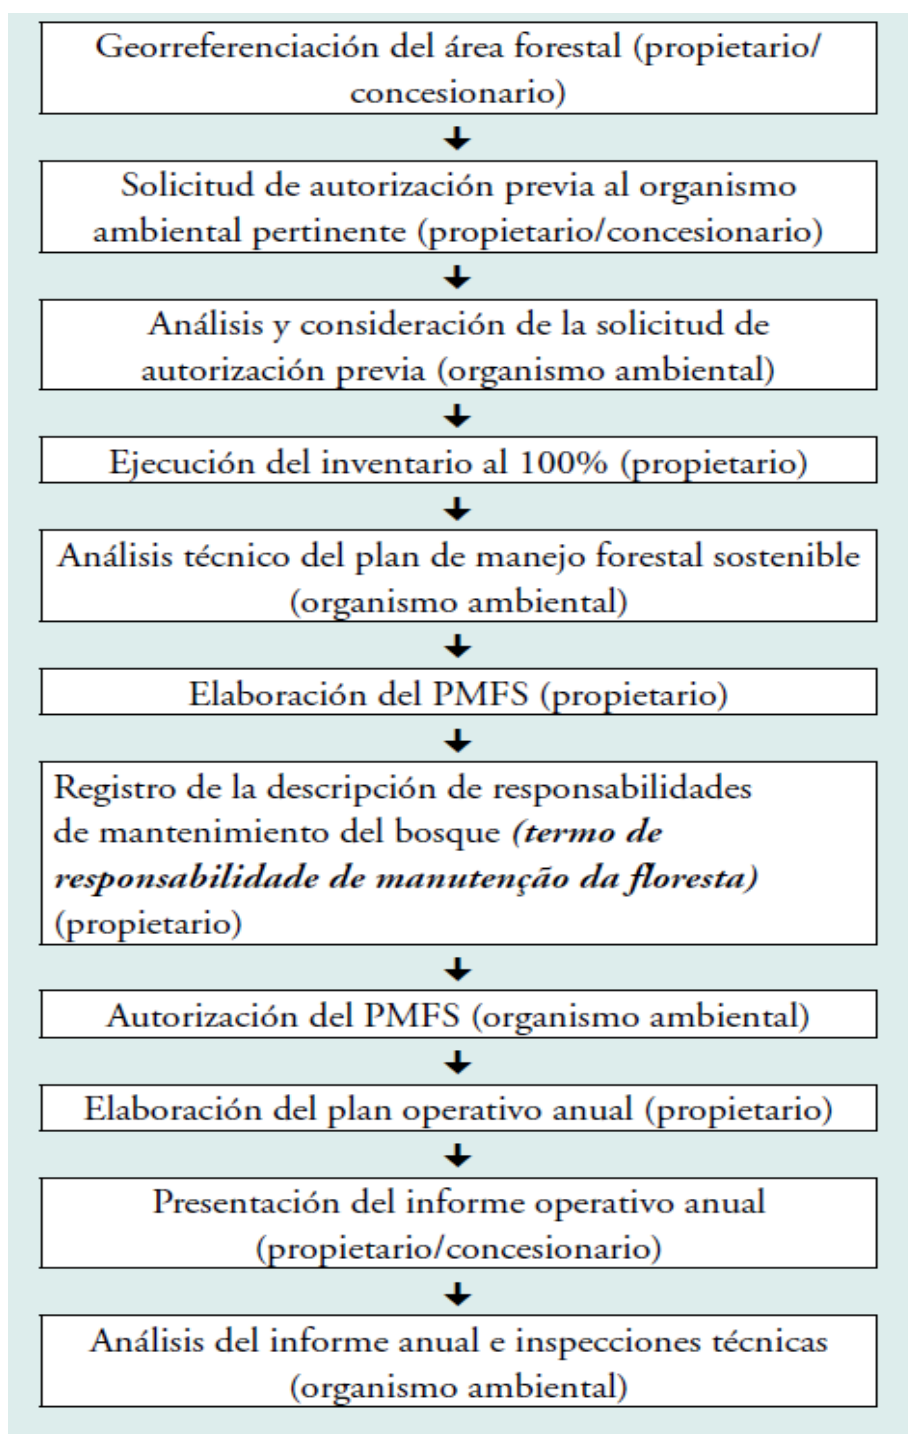 Georreferenciación del área forestal (propietario/
concesionario)
Solicitud de autorización previa al organismo
ambiental pertinente (propietario/concesionario)
Análisis y consideración de la solicitud de
autorización previa (organismo ambiental)
Ejecución del inventario al 100% (propietario)
Análisis técnico del plan de manejo forestal sostenible
(organismo ambiental)
Elaboración del PMFS (propietario)
Registro de la descripción de responsabilidades
de mantenimiento del bosque (termo de
responsabilidade de manutenção da floresta)
(propietario)
Autorización del PMFS (organismo ambiental)
Elaboración del plan operativo anual (propietario)
Presentación del informe operativo anual
(propietario/concesionario)
Análisis del informe anual e inspecciones técnicas
(organismo ambiental)